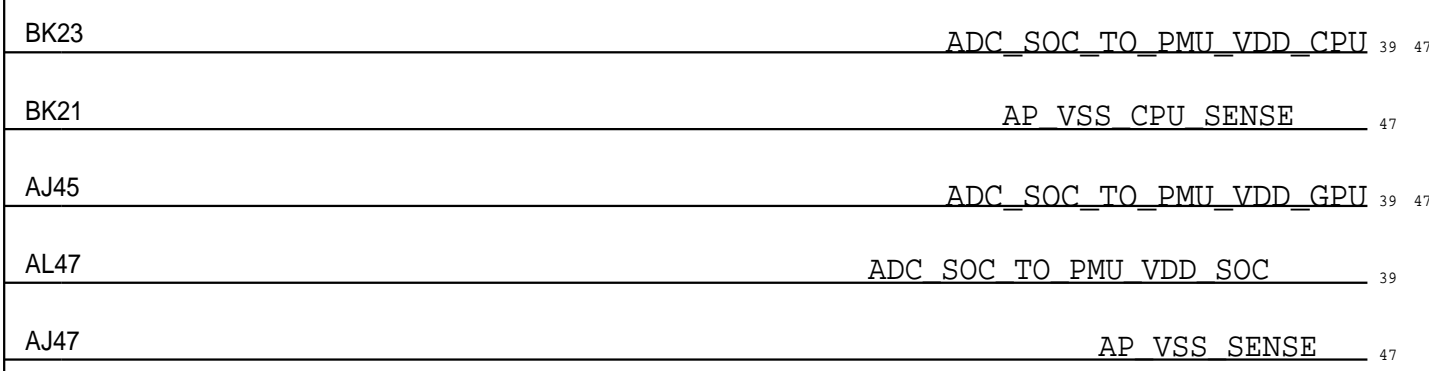 BK23 ADC_SOC_TO_PMU_VDD_CPU 39 47
BK21 AP_VSS_CPU_SENSE 47
AJ45 ADC_SOC_TO_PMU_VDD_GPU 39 47
AL47 ADC_SOC_TO_PMU_VDD_SOC 39
AJ47 AP_VSS_SENSE 47